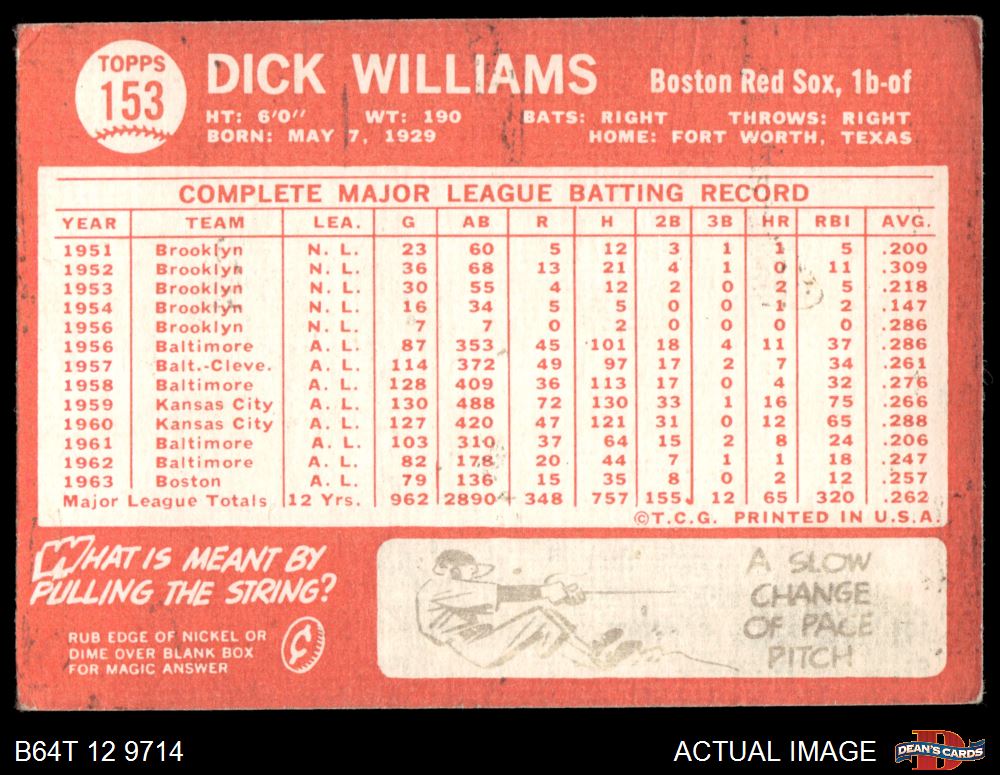 TOPPS
153
DICK WILLIAMS
Boston Red Sox, 1b-of
HT: 6'0" WT: 190 BATS: RIGHT THROWS: RIGHT
BORN: MAY 7, 1929 HOME: FORT WORTH, TEXAS
COMPLETE MAJOR LEAGUE BATTING RECORD
YEAR TEAM LEA. G AB R H 2B 3B HR RBI AVG.
1951 Brooklyn N. L. 23 60 5 12 3 1 1 5 .200
1952 Brooklyn N. L. 36 68 13 21 4 1 0 11 .309
1953 Brooklyn N. L. 30 55 4 12 2 0 2 5 .218
1954 Brooklyn N. L. 16 34 5 5 0 0 1 2 .147
1956 Brooklyn N. L. 7 7 0 2 0 0 0 0 .286
1956 Baltimore A. L. 87 353 45 101 18 4 11 37 .286
1957 Balt.-Cleve. A. L. 114 372 49 97 17 2 7 34 .261
1958 Baltimore A. L. 128 409 36 113 17 0 4 32 .276
1959 Kansas City A. L. 130 488 72 130 33 1 16 75 .266
1960 Kansas City A. L. 127 420 47 121 31 0 12 65 .288
1961 Baltimore A. L. 103 310 37 64 15 2 8 24 .206
1962 Baltimore A. L. 82 178 20 44 7 1 1 18 .247
1963 Boston A. L. 79 136 15 35 8 0 2 12 .257
Major League Totals 12 Yrs. 962 2890 348 757 155 12 65 320 .262
©T.C.G. PRINTED IN U.S.A.
WHAT IS MEANT BY
PULLING THE STRING?
RUB EDGE OF NICKEL OR
DIME OVER BLANK BOX
FOR MAGIC ANSWER
¢
A SLOW
CHANGE
OF PACE
PITCH
B64T 12 9714
ACTUAL IMAGE
D
DEAN'S CARDS